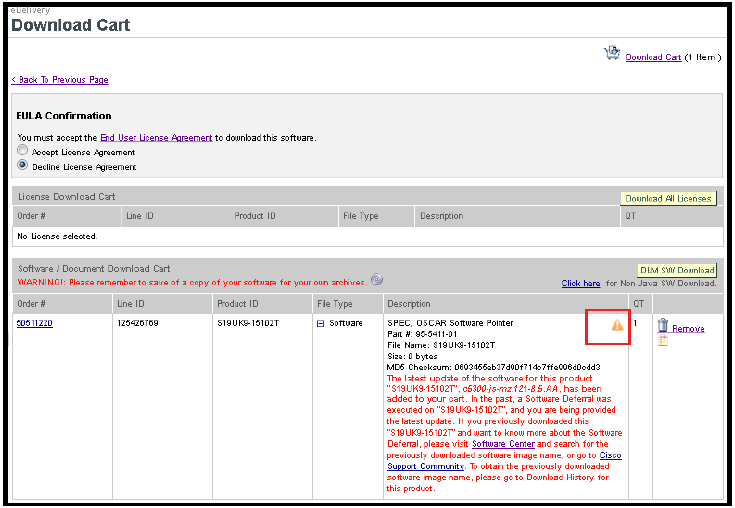 eDelivery
Download Cart
Download Cart (1 Item )
< Back To Previous Page
EULA Confirmation
You must accept the End User License Agreement to download this software.
Accept License Agreement
Decline License Agreement
License Download Cart
Download All Licenses
Order # Line ID Product ID File Type Description QT
No License selected.
Software / Document Download Cart
DLM SW Download
WARNING!: Please remember to save of a copy of your software for your own archives.
Click here for Non Java SW Download.
Order # Line ID Product ID File Type Description QT
125426769 S19UK9-15102T Software SPEC, OSCAR Software Pointer 1 Remove
Part #: 95-5411-01
File Name: S19UK9-15102T
Size: 0 bytes
MD5 Checksum:
The latest update of the software for this product
"S19UK9-15102T", c5300-js-mz.121-8.5.AA, has been
added to your cart. In the past, a Software Deferral was
executed on "S19UK9-15102T", and you are being provided
the latest update. If you previously downloaded this
"S19UK9-15102T" and want to know more about the Software
Deferral, please visit Software Center and search for the
previously downloaded software image name, or go to Cisco
Support Community. To obtain the previously downloaded
software image name, please go to Download History for
this product.